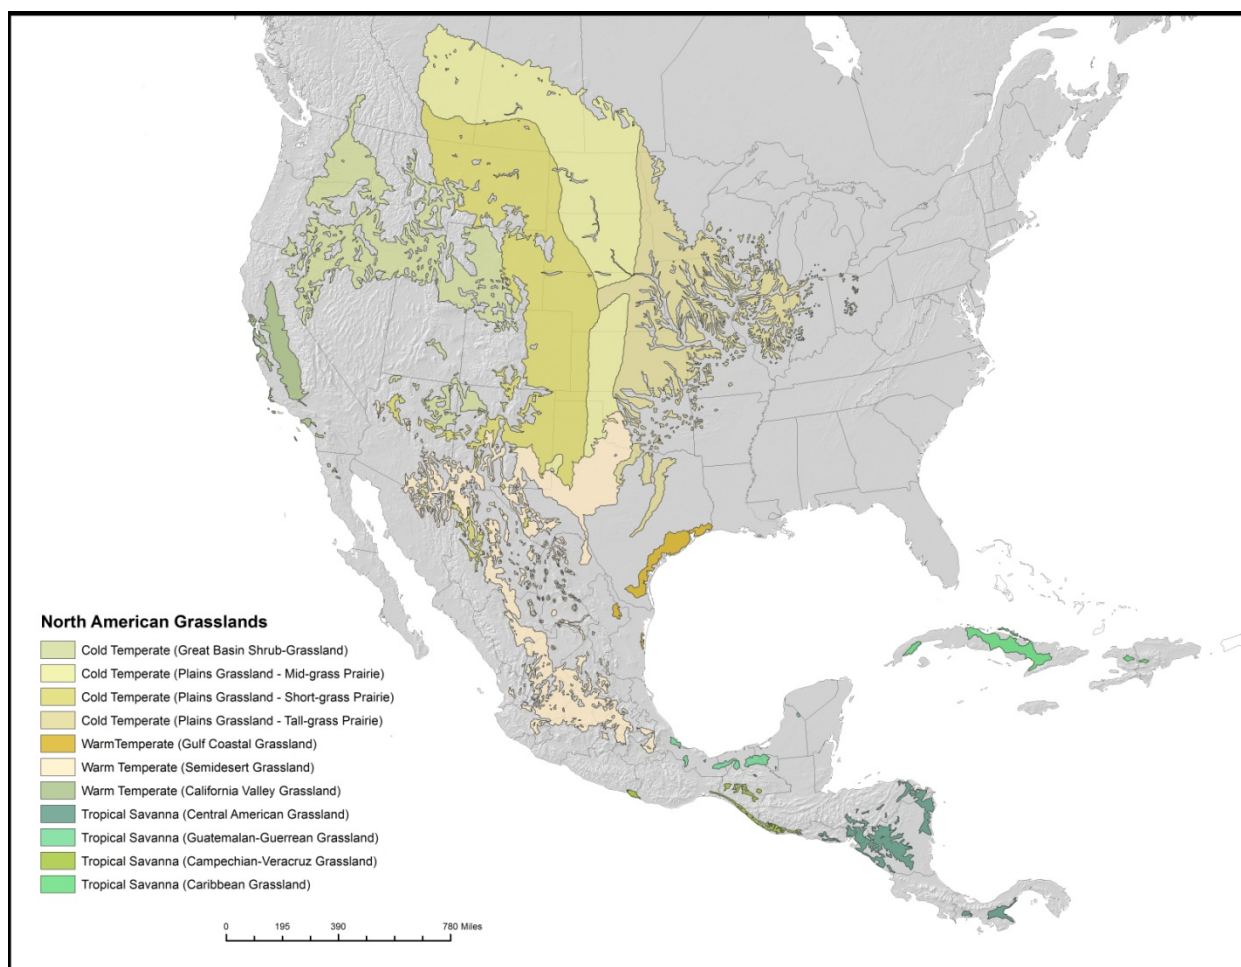 North American Grasslands
Cold Temperate (Great Basin Shrub-Grassland)
Cold Temperate (Plains Grassland - Mid-grass Prairie)
Cold Temperate (Plains Grassland - Short-grass Prairie)
Cold Temperate (Plains Grassland - Tall-grass Prairie)
WarmTemperate (Gulf Coastal Grassland)
Warm Temperate (Semidesert Grassland)
Warm Temperate (California Valley Grassland)
Tropical Savanna (Central American Grassland)
Tropical Savanna (Guatemalan-Guerrean Grassland)
Tropical Savanna (Campechian-Veracruz Grassland)
Tropical Savanna (Caribbean Grassland)
0 195 390 780 Miles